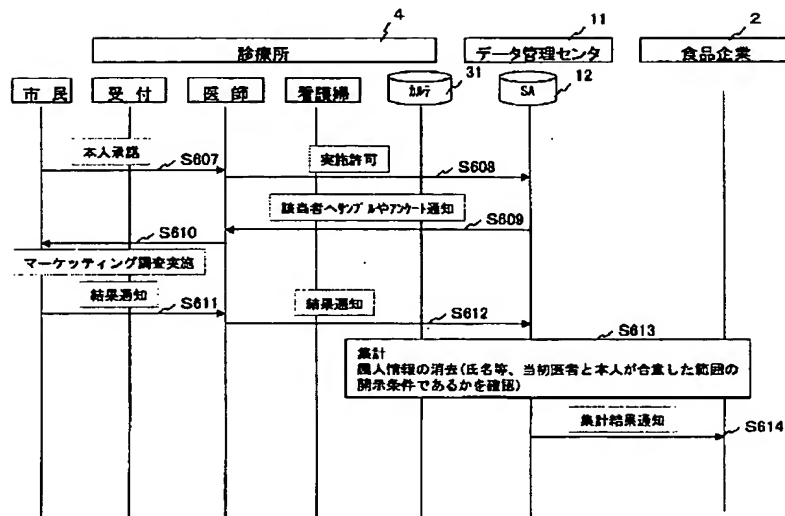 4
11
2
診療所
データ管理センタ
食品企業
31
12
市民
受付
医師
看護婦
ｶﾙﾃ
SA
本人承諾
S607
実施許可
S608
該当者へｻﾝﾌﾟﾙやｱﾝｹｰﾄ通知
S609
S610
マーケッティング調査実施
結果通知
S611
結果通知
S612
S613
集計
個人情報の消去(氏名等、当初医者と本人が合意した範囲の
開示条件であるかを確認)
集計結果通知
S614